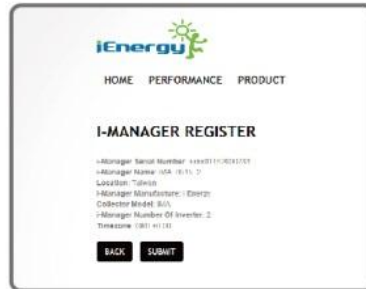 iEnergy
HOME PERFORMANCE PRODUCT
I-MANAGER REGISTER
i-Manager Serial Number:
i-Manager Name:
Location: Taiwan
i-Manager Manufacture: i Energy
Collector Model: IMA
i-Manager Number Of Inverter: 2
Timezone:
BACK SUBMIT